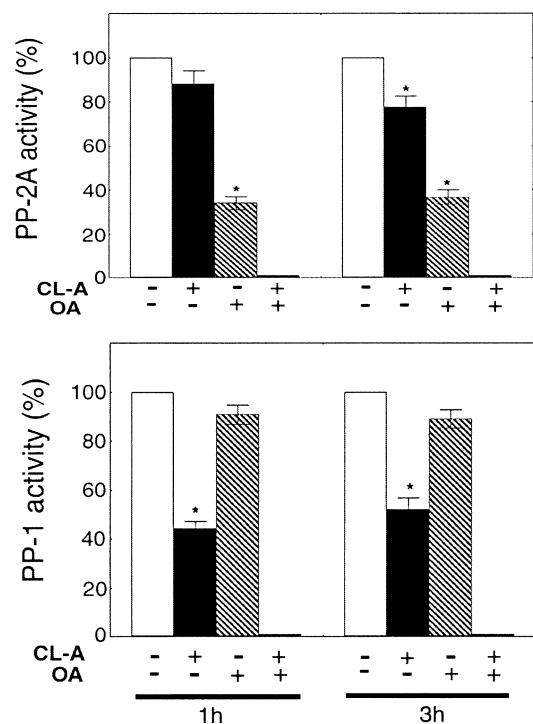 PP-2A activity (%)
100
80
60
40
20
0
*
*
*
CL-A - + - + - + - +
OA - - + + - - + +
PP-1 activity (%)
100
80
60
40
20
0
*
*
CL-A - + - + - + - +
OA - - + + - - + +
1h 3h